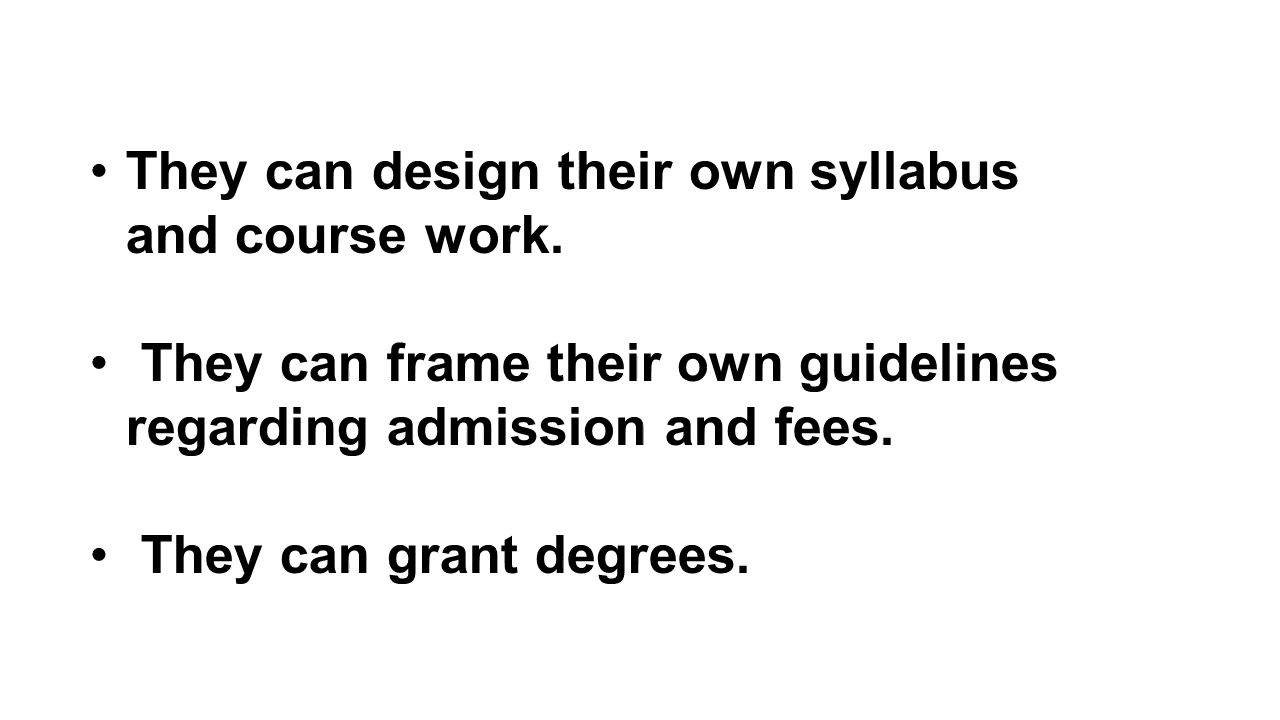 • They can design their own syllabus
and course work.
• They can frame their own guidelines
regarding admission and fees.
• They can grant degrees.